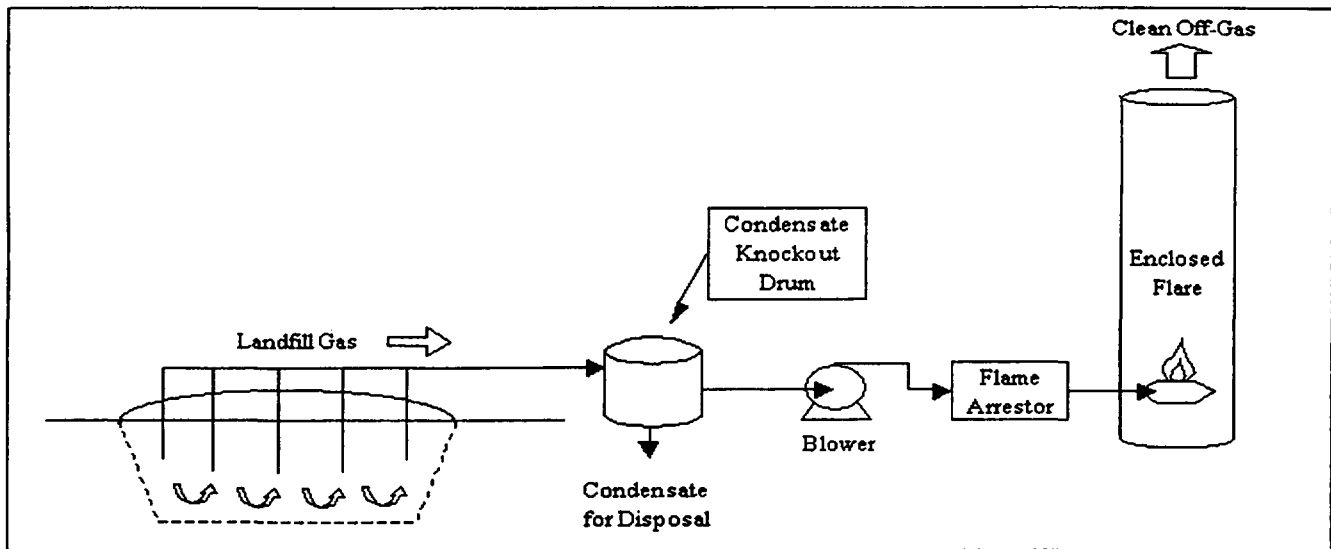 Clean Off-Gas
Condensate
Knockout
Drum
Enclosed
Flare
Landfill Gas
Flame
Arrestor
Blower
Condensate
for Disposal